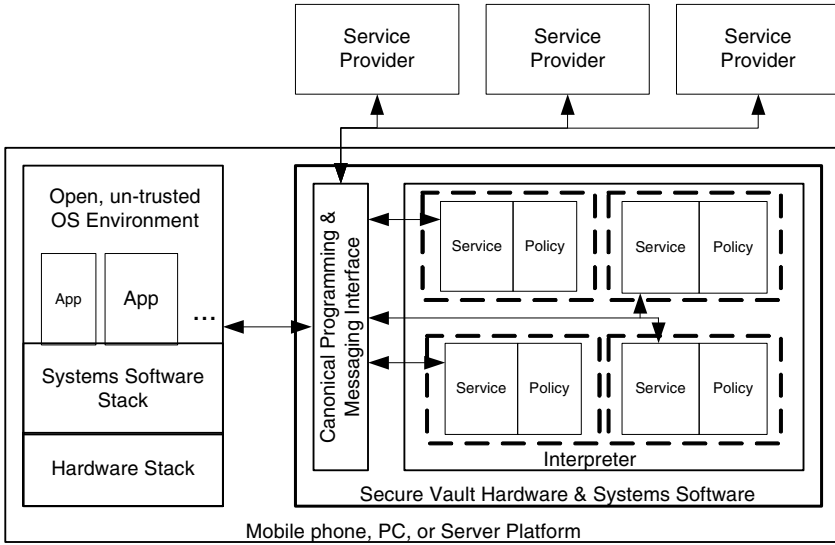 Service
Provider
Service
Provider
Service
Provider
Open, un-trusted
OS Environment
App
App
...
Systems Software
Stack
Hardware Stack
Canonical Programming &
Messaging Interface
Service
Policy
Service
Policy
Service
Policy
Service
Policy
Interpreter
Secure Vault Hardware & Systems Software
Mobile phone, PC, or Server Platform